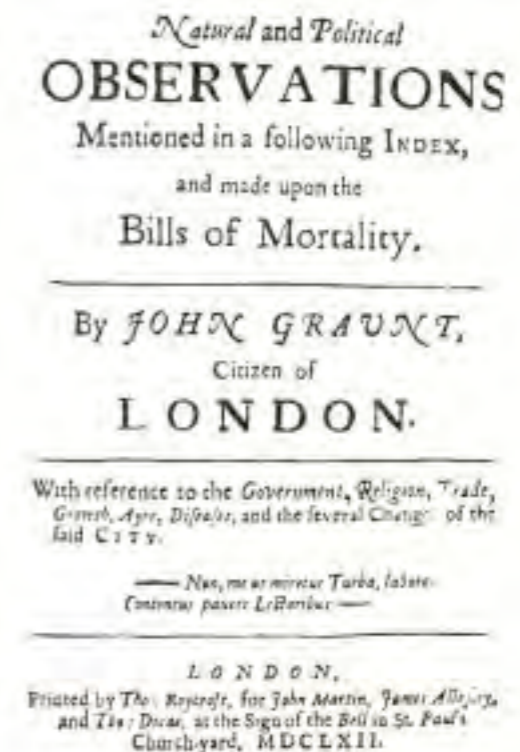 Natural and Political
OBSERVATIONS
Mentioned in a following INDEX,
and made upon the
Bills of Mortality.
By JOHN GRAUNT,
Citizen of
LONDON.
With reference to the Government, Religion, Trade,
Growth, Ayre, Diseases, and the several Changes of the
said CITY.
— Non, me ut miretur Turba, laboro.
Contentus paucis Lectoribus —
LONDON,
Printed by Tho: Roycroft, for John Martin, James Allestry,
and Tho: Dicas, at the Sign of the Bell in St. Paul's
Church-yard, MDCLXII.